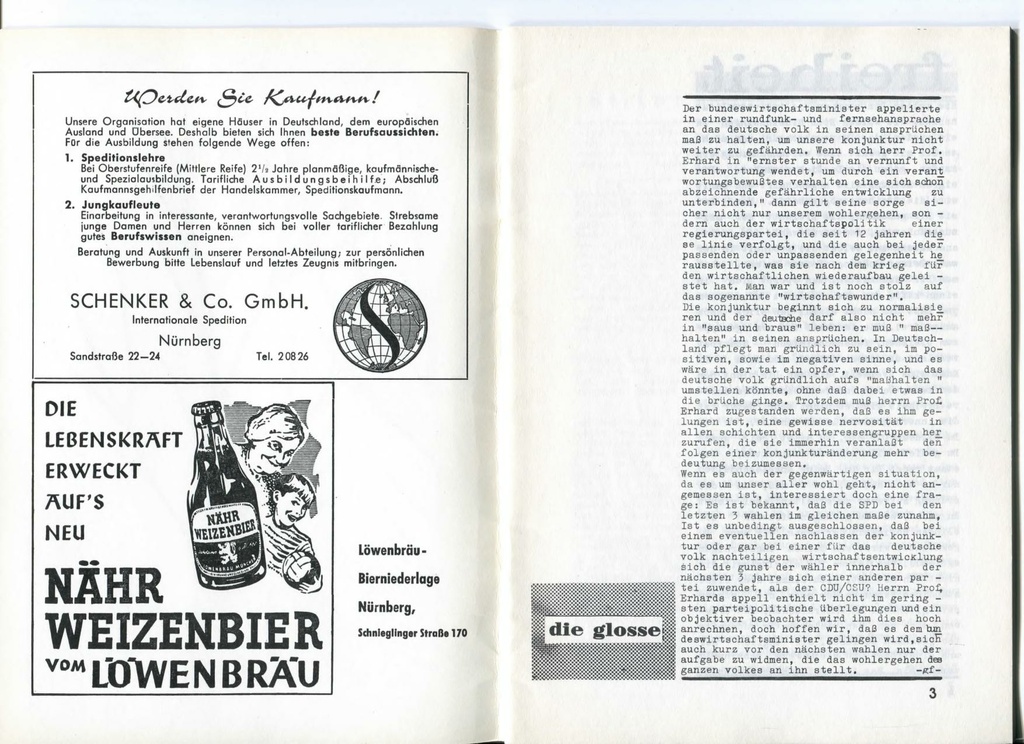 Werden Sie Kaufmann!
Unsere Organisation hat eigene Häuser in Deutschland, dem europäischen
Ausland und Übersee. Deshalb bieten sich Ihnen beste Berufsaussichten.
Für die Ausbildung stehen folgende Wege offen:
1. Speditionslehre
Bei Oberstufenreife (Mittlere Reife) 2½ Jahre planmäßige, kaufmännische-
und Spezialausbildung. Tarifliche Ausbildungsbeihilfe; Abschluß
Kaufmannsgehilfenbrief der Handelskammer, Speditionskaufmann.
2. Jungkaufleute
Einarbeitung in interessante, verantwortungsvolle Sachgebiete. Strebsame
junge Damen und Herren können sich bei voller tariflicher Bezahlung
gutes Berufswissen aneignen.
Beratung und Auskunft in unserer Personal-Abteilung; zur persönlichen
Bewerbung bitte Lebenslauf und letztes Zeugnis mitbringen.
SCHENKER & Co. GmbH.
Internationale Spedition
Nürnberg
Sandstraße 22—24 Tel. 20826
S
DIE
LEBENSKRAFT
ERWECKT
AUF'S
NEU
NÄHR
WEIZENBIER
NÄHR
WEIZENBIER
VOM LÖWENBRÄU
Löwenbräu-
Bierniederlage
Nürnberg,
Schnieglinger Straße 170
Der bundeswirtschaftsminister appelierte
in einer rundfunk- und fernsehansprache
an das deutsche volk in seinen ansprüchen
maß zu halten, um unsere konjunktur nicht
weiter zu gefährden. Wenn sich herr Prof.
Erhard in "ernster stunde an vernunft und
verantwortung wendet, um durch ein verant
wortungsbewußtes verhalten eine sich schon
abzeichnende gefährliche entwicklung zu
unterbinden," dann gilt seine sorge si-
cher nicht nur unserem wohlergehen, son -
dern auch der wirtschaftspolitik einer
regierungspartei, die seit 12 jahren die
se linie verfolgt, und die auch bei jeder
passenden oder unpassenden gelegenheit he
rausstellte, was sie nach dem krieg für
den wirtschaftlichen wiederaufbau gelei -
stet hat. Man war und ist noch stolz auf
das sogenannte "wirtschaftswunder".
Die konjunktur beginnt sich zu normalisie
ren und der deutsche darf also nicht mehr
in "saus und braus" leben: er muß " maß--
halten" in seinen ansprüchen. In Deutsch-
land pflegt man gründlich zu sein, im po-
sitiven, sowie im negativen sinne, und es
wäre in der tat ein opfer, wenn sich das
deutsche volk gründlich aufs "maßhalten "
umstellen könnte, ohne daß dabei etwas in
die brüche ginge. Trotzdem muß herrn Prof.
Erhard zugestanden werden, daß es ihm ge-
lungen ist, eine gewisse nervosität in
allen schichten und interessengruppen her
zurufen, die sie immerhin veranlaßt den
folgen einer konjunkturänderung mehr be-
deutung beizumessen.
Wenn es auch der gegenwärtigen situation,
da es um unser aller wohl geht, nicht an-
gemessen ist, interessiert doch eine fra-
ge: Es ist bekannt, daß die SPD bei den
letzten 3 wahlen im gleichen maße zunahm,
Ist es unbedingt ausgeschlossen, daß bei
einem eventuellen nachlassen der konjunk-
tur oder gar bei einer für das deutsche
volk nachteiligen wirtschaftsentwicklung
sich die gunst der wähler innerhalb der
nächsten 3 jahre sich einer anderen par -
tei zuwendet, als der CDU/CSU? Herrn Prof.
Erhards appell enthielt nicht im gering -
sten parteipolitische überlegungen und ein
objektiver beobachter wird ihm dies hoch
anrechnen, doch hoffen wir, daß es dem bun
deswirtschaftsminister gelingen wird, sich
auch kurz vor den nächsten wahlen nur der
aufgabe zu widmen, die das wohlergehen des
ganzen volkes an ihn stellt. -gf-
die glosse
3